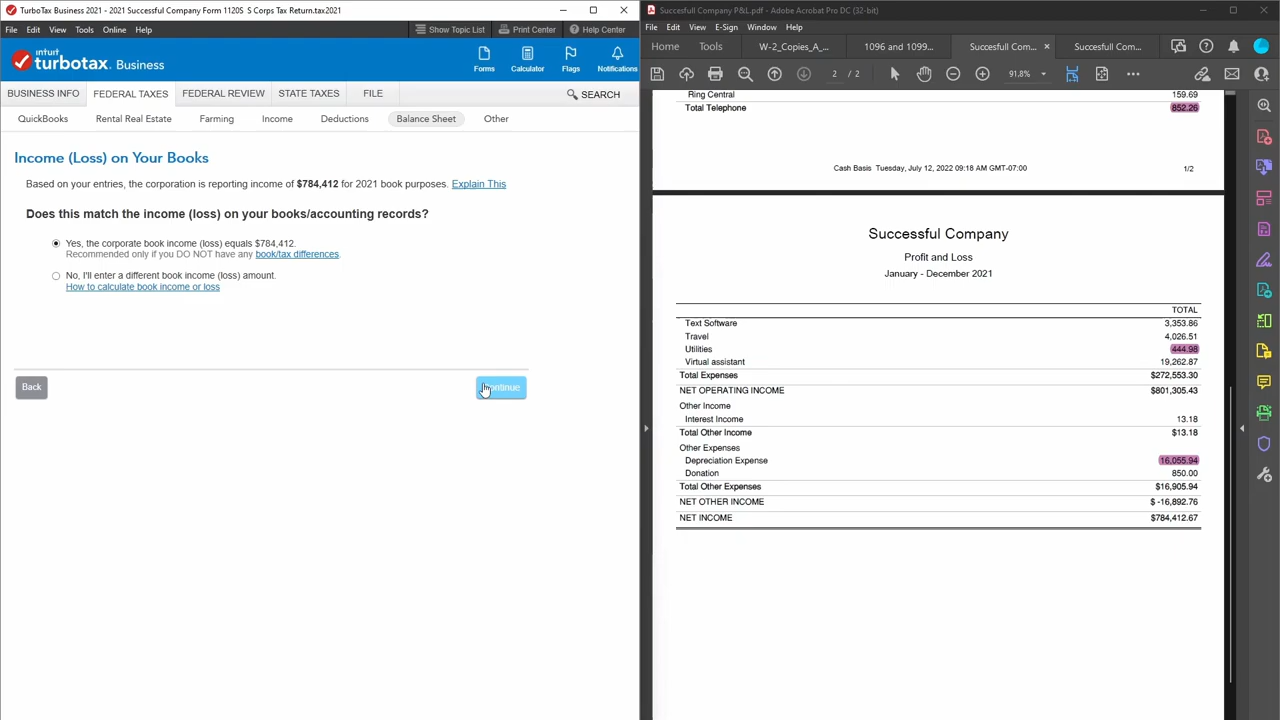 TurboTax Business 2021 - 2021 Successful Company Form 1120S S Corps Tax Return.tax2021
File Edit View Tools Online Help
Show Topic List Print Center Help Center
intuit turbotax. Business
Forms Calculator Flags Notifications
BUSINESS INFO FEDERAL TAXES FEDERAL REVIEW STATE TAXES FILE SEARCH
QuickBooks Rental Real Estate Farming Income Deductions Balance Sheet Other
Income (Loss) on Your Books
Based on your entries, the corporation is reporting income of $784,412 for 2021 book purposes. Explain This
Does this match the income (loss) on your books/accounting records?
Yes, the corporate book income (loss) equals $784,412.
Recommended only if you DO NOT have any book/tax differences.
No, I'll enter a different book income (loss) amount.
How to calculate book income or loss
Back
Continue
Succesfull Company P&L.pdf - Adobe Acrobat Pro DC (32-bit)
File Edit View E-Sign Window Help
Home Tools W-2_Copies_A_... 1096 and 1099... Succesfull Com... Succesfull Com...
2 / 2 91.8%
Ring Central 159.69
Total Telephone 852.26
Cash Basis Tuesday, July 12, 2022 09:18 AM GMT-07:00 1/2
Successful Company
Profit and Loss
January - December 2021
TOTAL
Text Software 3,353.86
Travel 4,026.51
Utilities 444.98
Virtual assistant 19,262.87
Total Expenses $272,553.30
NET OPERATING INCOME $801,305.43
Other Income
Interest Income 13.18
Total Other Income $13.18
Other Expenses
Depreciation Expense 16,055.94
Donation 850.00
Total Other Expenses $16,905.94
NET OTHER INCOME $ -16,892.76
NET INCOME $784,412.67